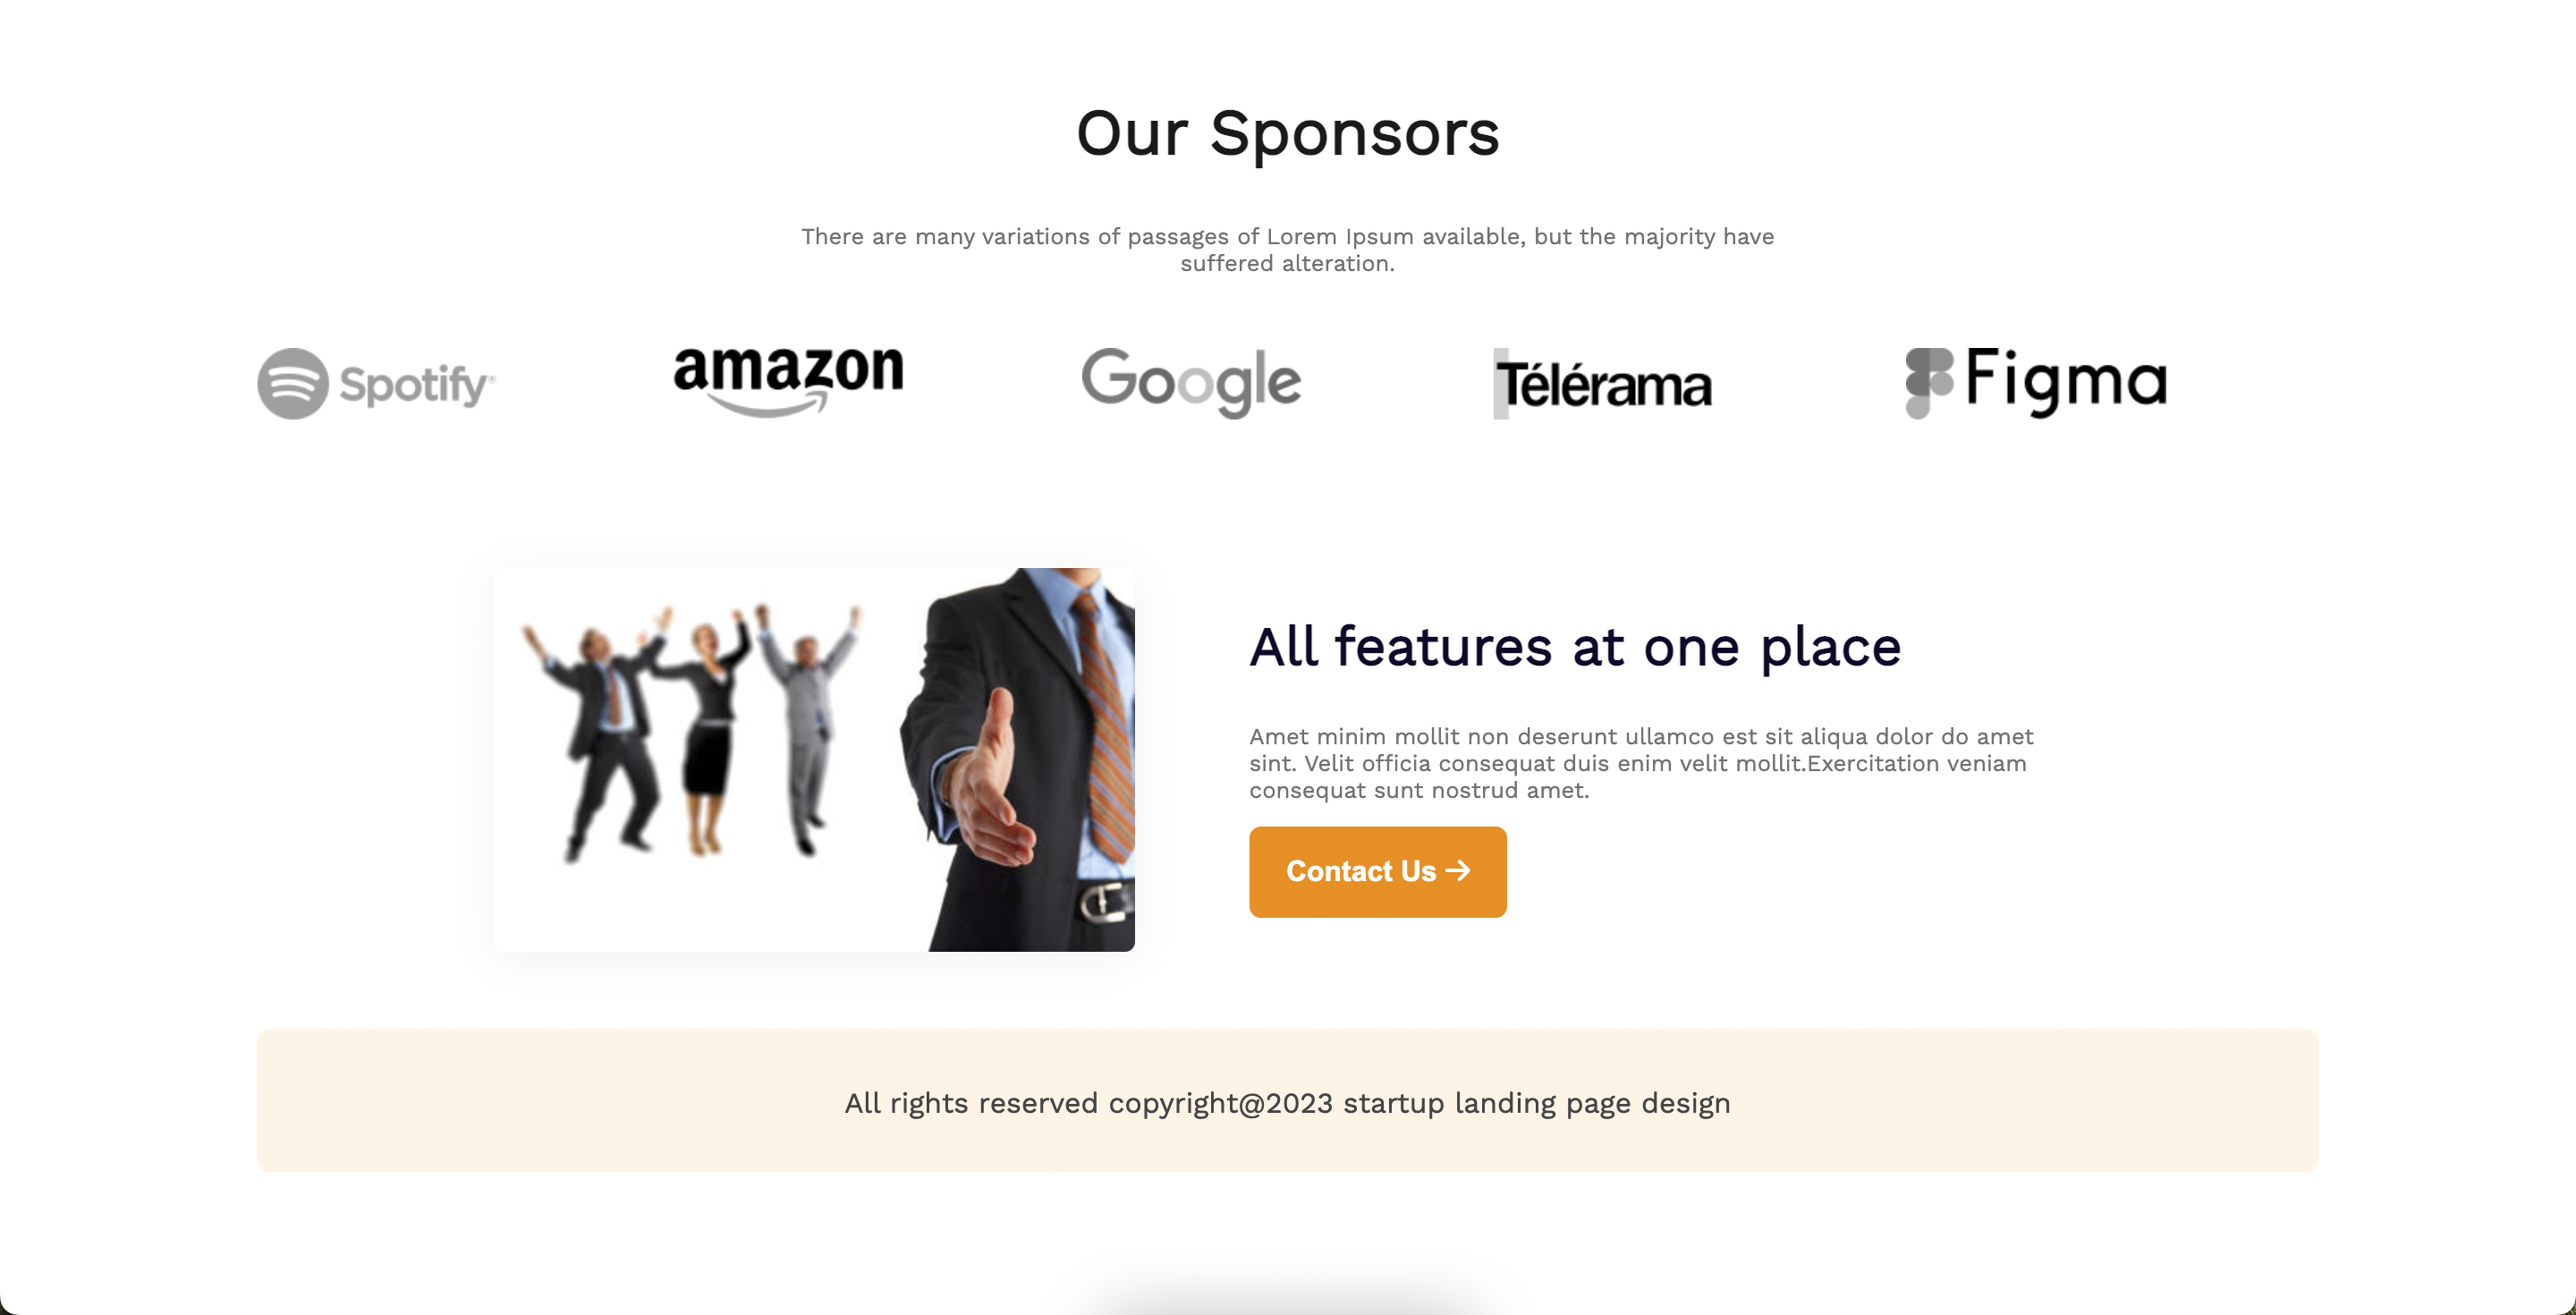 Our Sponsors
There are many variations of passages of Lorem Ipsum available, but the majority have
suffered alteration.
Spotify®
amazon
Google
Télérama
Figma
All features at one place
Amet minim mollit non deserunt ullamco est sit aliqua dolor do amet
sint. Velit officia consequat duis enim velit mollit.Exercitation veniam
consequat sunt nostrud amet.
Contact Us →
All rights reserved copyright@2023 startup landing page design